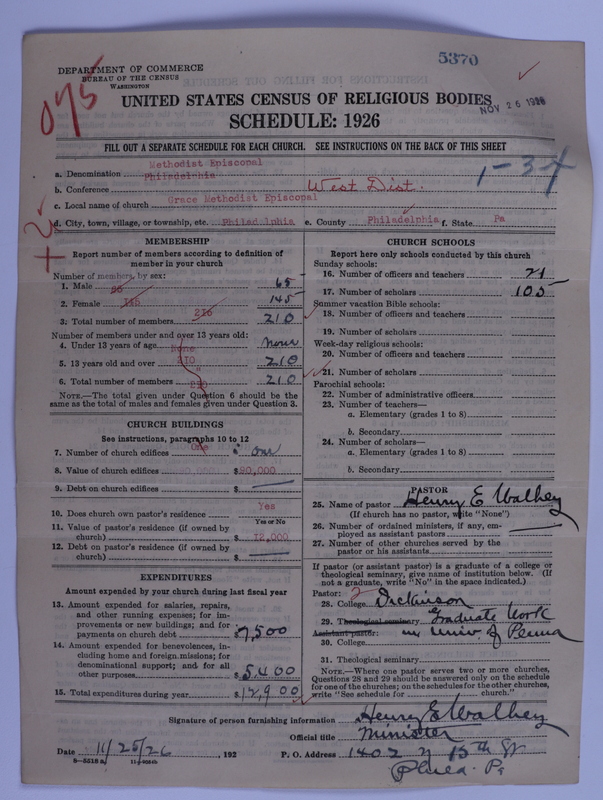 5370
DEPARTMENT OF COMMERCE
BUREAU OF THE CENSUS
WASHINGTON
075
UNITED STATES CENSUS OF RELIGIOUS BODIES
NOV 26 1926
SCHEDULE: 1926
FILL OUT A SEPARATE SCHEDULE FOR EACH CHURCH. SEE INSTRUCTIONS ON THE BACK OF THIS SHEET
1-34
a. Denomination Methodist Episcopal
b. Conference Philadelphia West Dist.
c. Local name of church Grace Methodist Episcopal
d. City, town, village, or township, etc. Philadelphia e. County Philadelphia f. State Pa
MEMBERSHIP
Report number of members according to definition of
member in your church
Number of members, by sex:
1. Male 65
2. Female 145
3. Total number of members 216 210
Number of members under and over 13 years old:
4. Under 13 years of age None none
5. 13 years old and over 210 210
6. Total number of members 210
NOTE.—The total given under Question 6 should be the
same as the total of males and females given under Question 3.
CHURCH BUILDINGS
See instructions, paragraphs 10 to 12
7. Number of church edifices One one
8. Value of church edifices $90,000
9. Debt on church edifices $
10. Does church own pastor's residence Yes
Yes or No
11. Value of pastor's residence (if owned by
church) $ 12,000
12. Debt on pastor's residence (if owned by
church) $
EXPENDITURES
Amount expended by your church during last fiscal year
13. Amount expended for salaries, repairs,
and other running expenses; for im-
provements or new buildings; and for
payments on church debt $7,500
14. Amount expended for benevolences, in-
cluding home and foreign missions; for
denominational support; and for all
other purposes $5,400
15. Total expenditures during year $12,900
CHURCH SCHOOLS
Report here only schools conducted by this church
Sunday schools:
16. Number of officers and teachers 21
17. Number of scholars 105
Summer vacation Bible schools:
18. Number of officers and teachers
19. Number of scholars
Week-day religious schools:
20. Number of officers and teachers
21. Number of scholars
Parochial schools:
22. Number of administrative officers
23. Number of teachers—
a. Elementary (grades 1 to 8)
b. Secondary
24. Number of scholars—
a. Elementary (grades 1 to 8)
b. Secondary
PASTOR
25. Name of pastor Henry E Walhey
(If church has no pastor, write "None")
26. Number of ordained ministers, if any, em-
ployed as assistant pastors
27. Number of other churches served by the
pastor or his assistants
If pastor (or assistant pastor) is a graduate of a college or
theological seminary, give name of institution below. (If
not a graduate, write "No" in the space indicated.)
Pastor: 2
28. College Dickinson
29. Theological seminary Graduate Work
Assistant pastor: in Univ. of Penna
30. College
31. Theological seminary
NOTE.—Where one pastor serves two or more churches,
Questions 28 and 29 should be answered only on the schedule
for one of the churches; on the schedules for the other churches,
write "See schedule for church."
Signature of person furnishing information Henry E Walhey
Official title Minister
Date 11/25/26, 192 P. O. Address 1402 N 15th St
8-5318a Phila. Pa